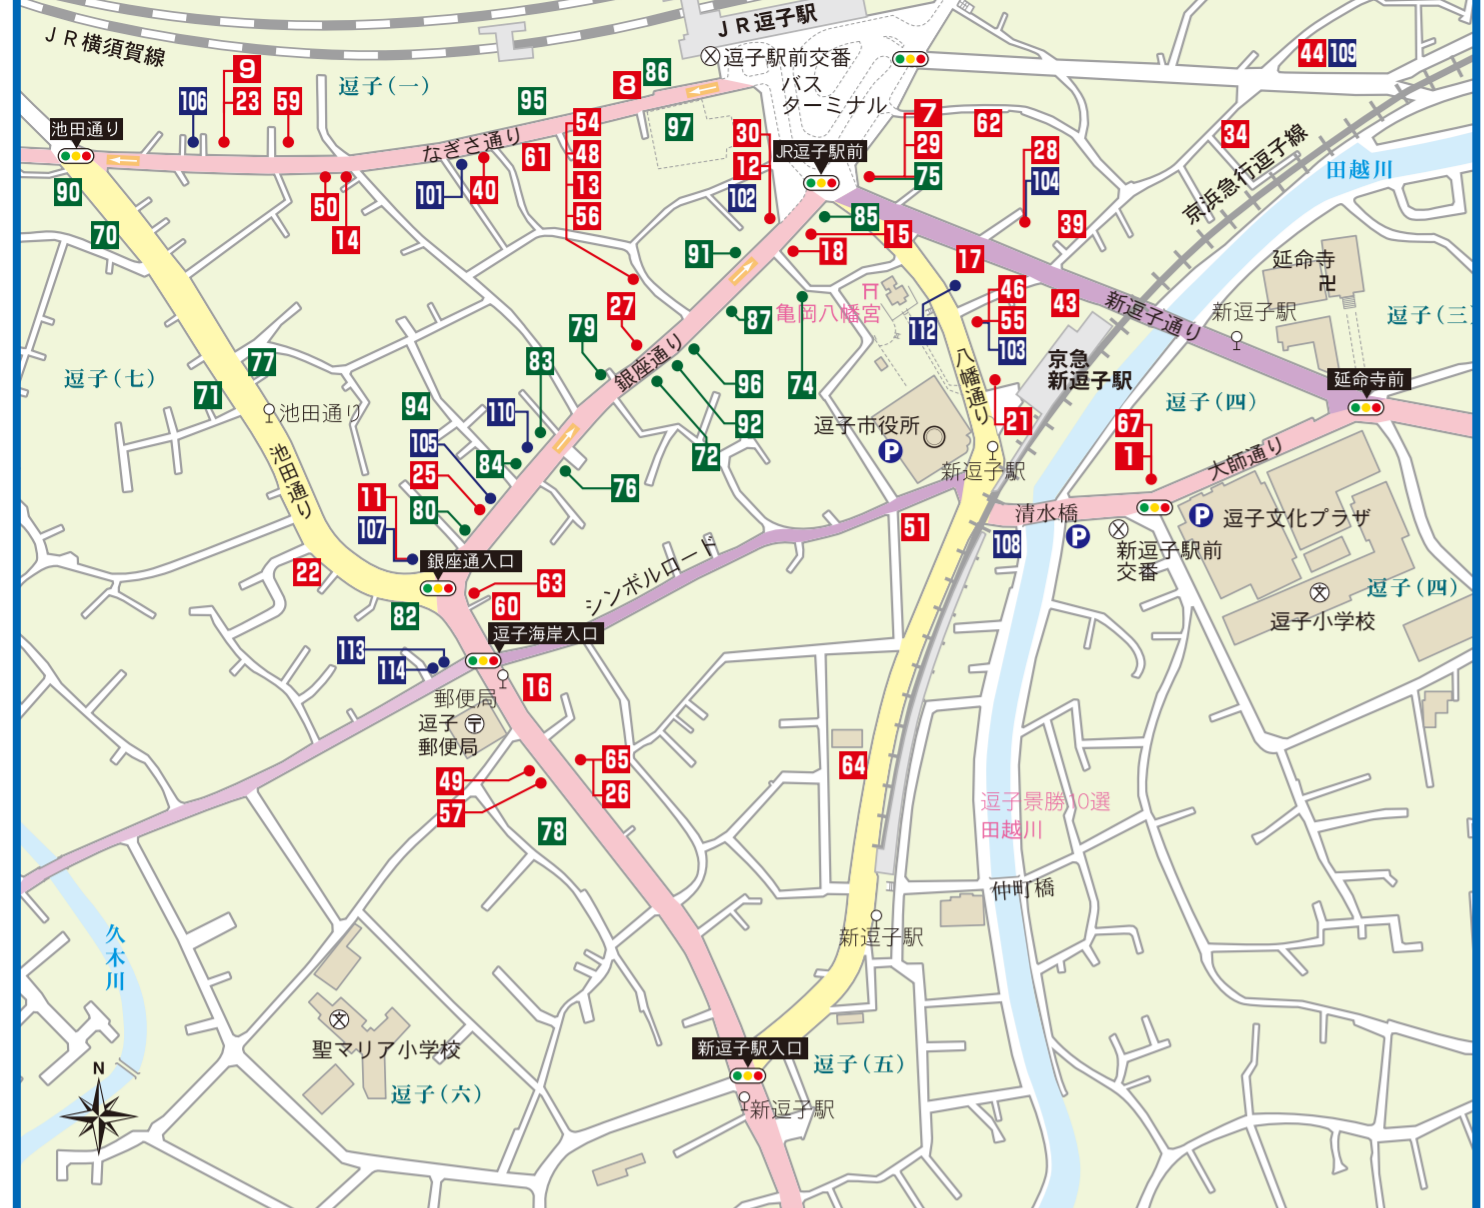 JR逗子駅
JR横須賀線
逗子駅前交番
44
109
9
逗子(一)
8
86
バス
ターミナル
106
23
59
95
7
62
池田通り
なぎさ通り
54
97
30
JR逗子駅前
29
34
京浜急行逗子線
48
61
12
28
田越川
90
101
40
13
102
75
104
50
56
85
39
70
14
15
91
18
17
延命寺
卍
46
43
新逗子通り
27
亀岡八幡宮
新逗子駅
逗子(三
79
87
112
55
77
83
銀座通り
103
京急
新逗子駅
逗子(七)
96
74
八幡通り
延命寺前
71
94
110
逗子(四)
池田通り
92
逗子市役所
21
67
105
P
84
72
1
大師通り
池田通り
25
76
新逗子駅
11
80
清水橋
P
逗子文化プラザ
107
51
108
P
新逗子駅前
交番
銀座通入口
シンボルロード
22
63
文
逗子(四)
82
60
逗子小学校
逗子海岸入口
113
114
郵便局
16
逗子
郵便局
〒
49
65
64
57
26
逗子景勝10選
田越川
78
仲町橋
久木川
新逗子駅
文
聖マリア小学校
新逗子駅入口
逗子(五)
N
逗子(六)
新逗子駅